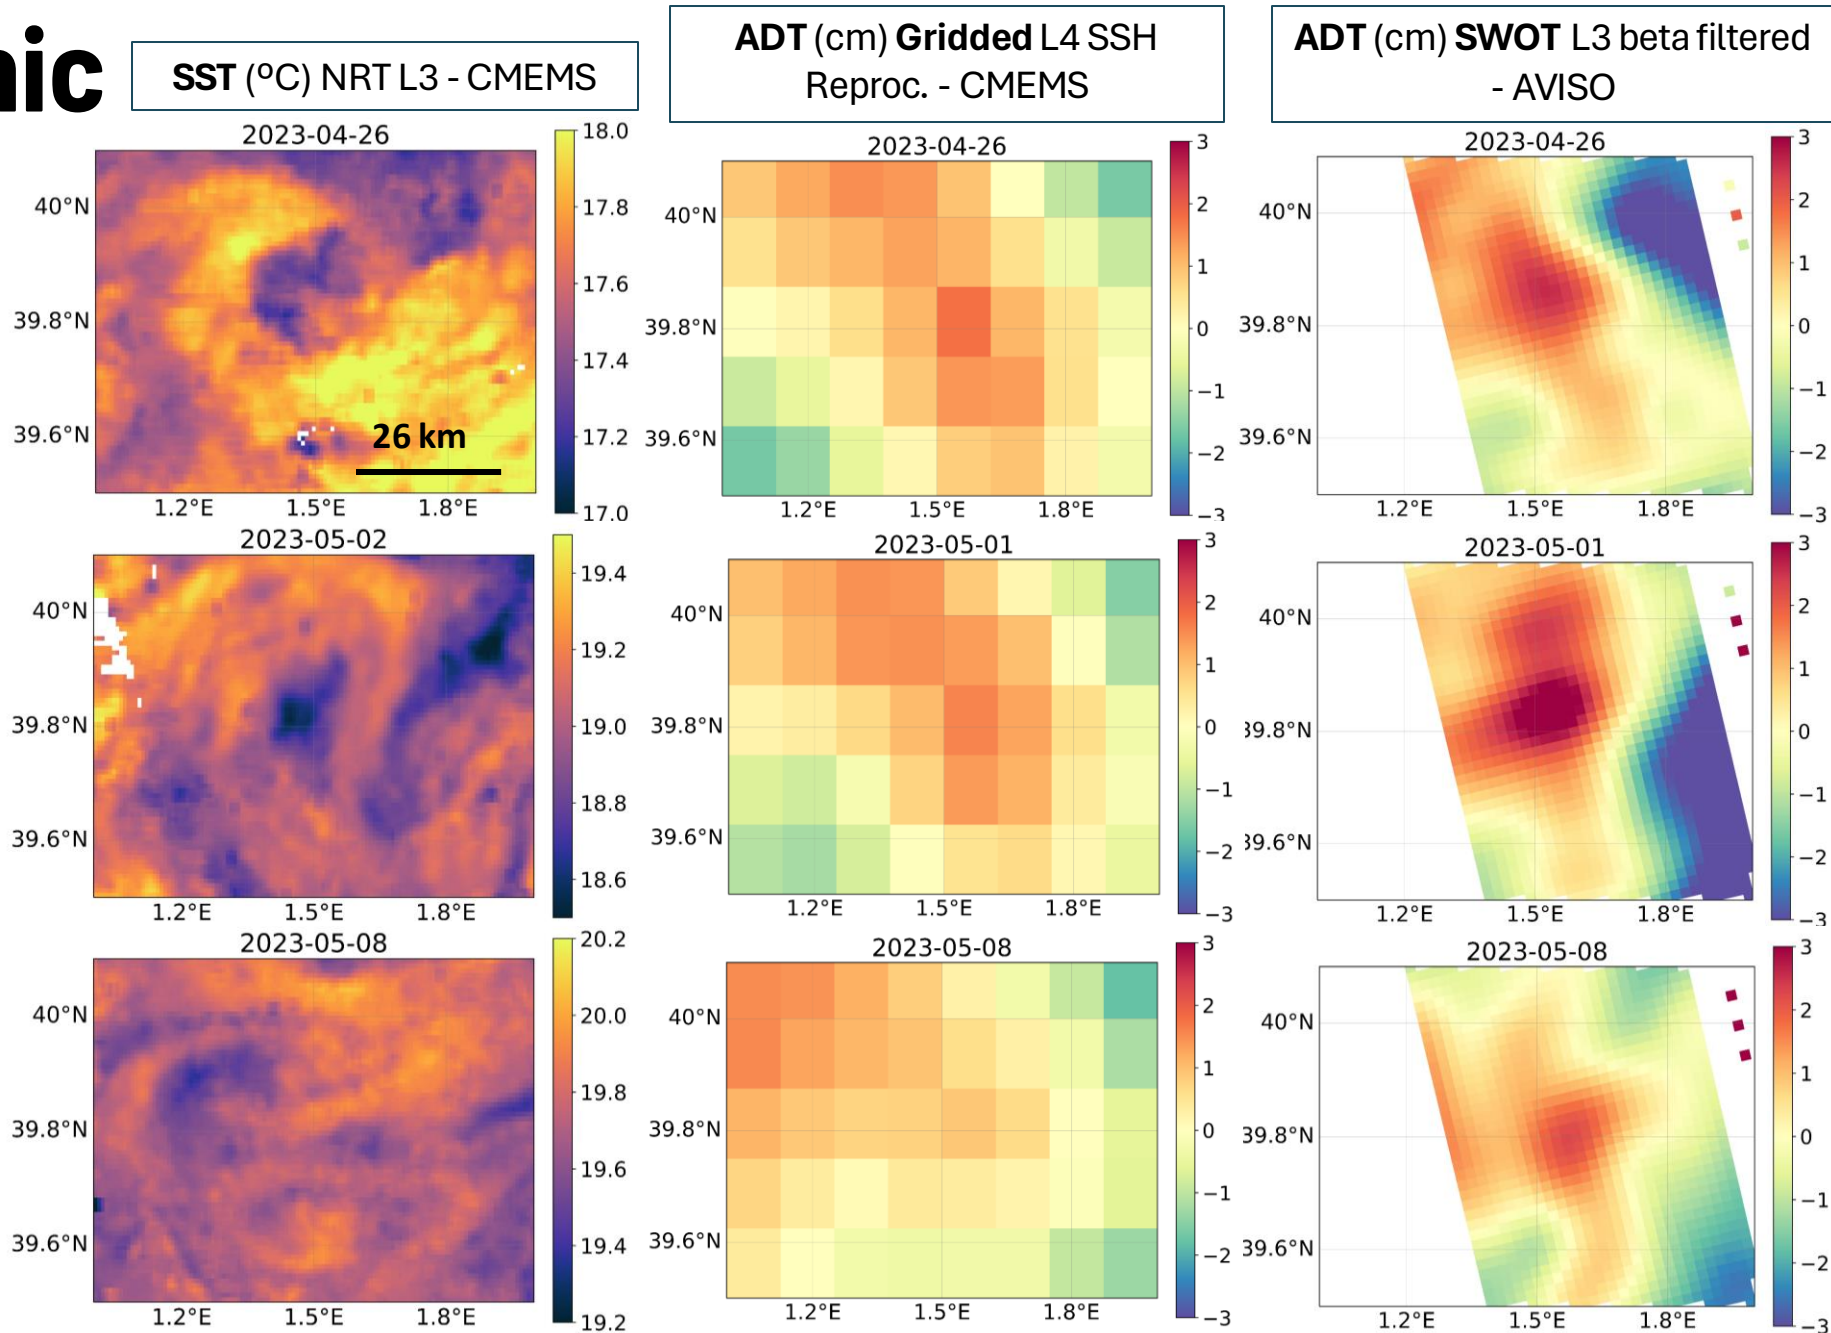 nic
SST (ºC) NRT L3 - CMEMS
ADT (cm) Gridded L4 SSH
Reproc. - CMEMS
ADT (cm) SWOT L3 beta filtered
- AVISO
2023-04-26
40°N
39.8°N
39.6°N
1.2°E 1.5°E 1.8°E
26 km
18.0
17.8
17.6
17.4
17.2
17.0
2023-04-26
40°N
39.8°N
39.6°N
1.2°E 1.5°E 1.8°E
3
2
1
0
−1
−2
−3
2023-04-26
40°N
39.8°N
39.6°N
1.2°E 1.5°E 1.8°E
3
2
1
0
−1
−2
−3
2023-05-02
40°N
39.8°N
39.6°N
1.2°E 1.5°E 1.8°E
19.4
19.2
19.0
18.8
18.6
2023-05-01
40°N
39.8°N
39.6°N
1.2°E 1.5°E 1.8°E
3
2
1
0
−1
−2
−3
2023-05-01
40°N
39.8°N
39.6°N
1.2°E 1.5°E 1.8°E
3
2
1
0
−1
−2
−3
2023-05-08
40°N
39.8°N
39.6°N
1.2°E 1.5°E 1.8°E
20.2
20.0
19.8
19.6
19.4
19.2
2023-05-08
40°N
39.8°N
39.6°N
1.2°E 1.5°E 1.8°E
3
2
1
0
−1
−2
−3
2023-05-08
40°N
39.8°N
39.6°N
1.2°E 1.5°E 1.8°E
3
2
1
0
−1
−2
−3